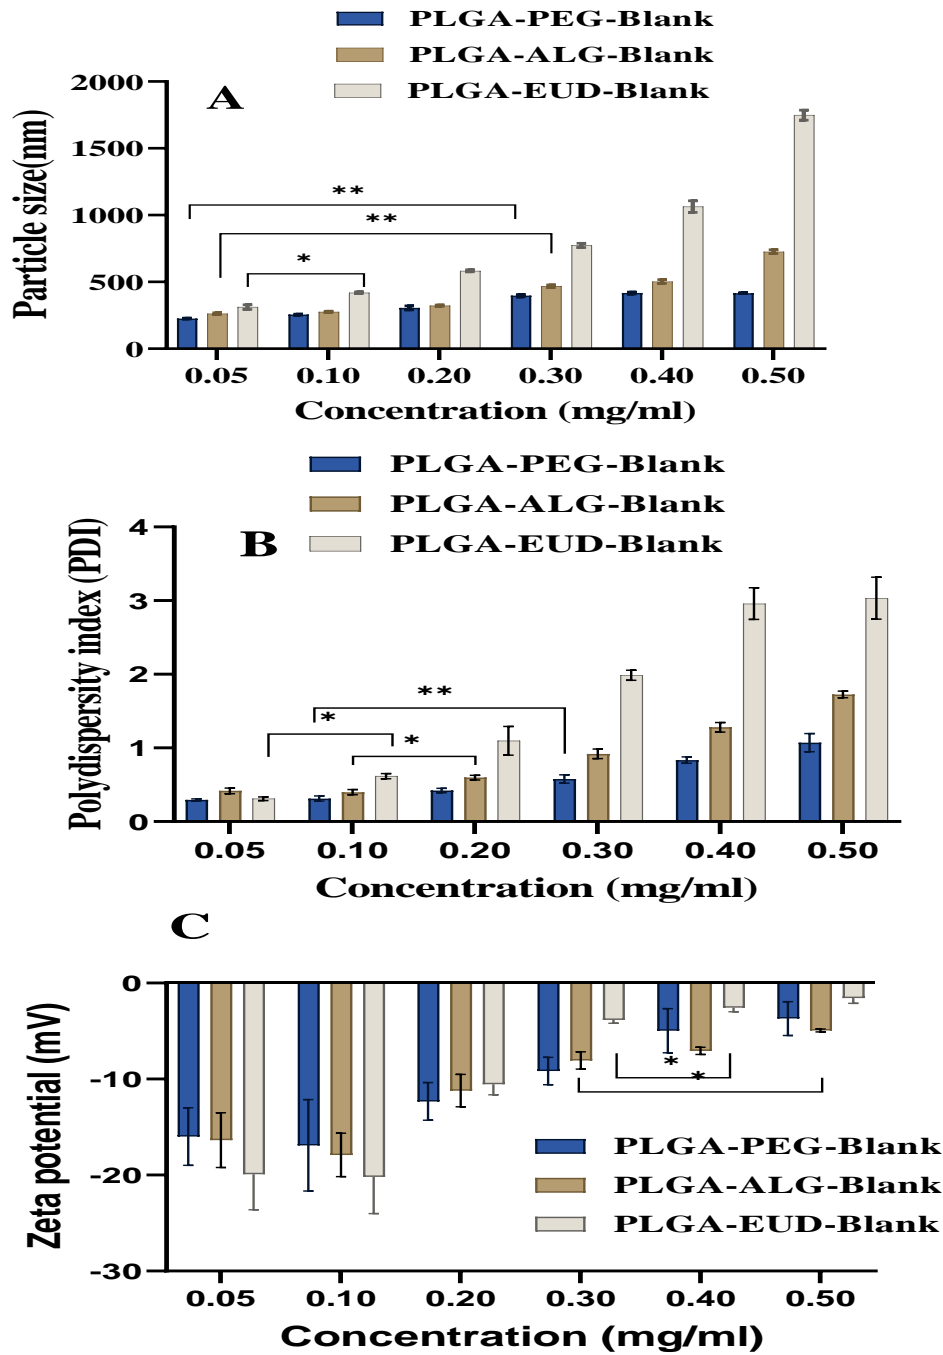 PLGA-PEG-Blank
PLGA-ALG-Blank
PLGA-EUD-Blank
A
Particle size(nm)
2000
1500
1000
500
0
**
**
*
0.05 0.10 0.20 0.30 0.40 0.50
Concentration (mg/ml)
PLGA-PEG-Blank
PLGA-ALG-Blank
PLGA-EUD-Blank
B
Polydispersity index (PDI)
4
3
2
1
0
**
*
*
0.05 0.10 0.20 0.30 0.40 0.50
Concentration (mg/ml)
C
Zeta potential (mV)
0
-10
-20
-30
*
*
PLGA-PEG-Blank
PLGA-ALG-Blank
PLGA-EUD-Blank
0.05 0.10 0.20 0.30 0.40 0.50
Concentration (mg/ml)